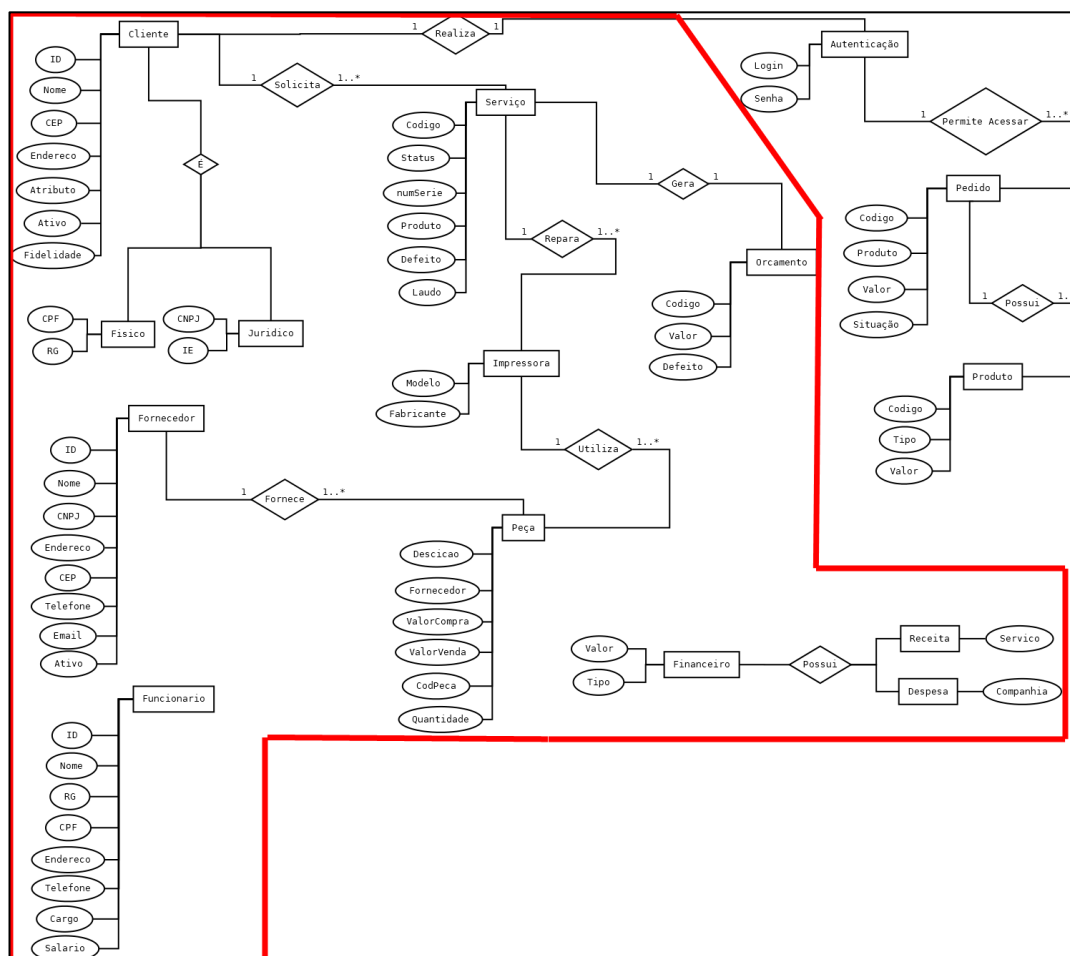 Cliente
1
Realiza
1
Autenticação
ID
Nome
CEP
Endereco
Atributo
Ativo
Fidelidade
1
Solicita
1..*
Login
Senha
1
Permite Acessar
1..*
Serviço
Codigo
Status
numSerie
Produto
Defeito
Laudo
É
1
Gera
1
1
Repara
1..*
Orcamento
Codigo
Valor
Defeito
Pedido
Codigo
Produto
Valor
Situação
1
Possui
CPF
RG
Fisico
CNPJ
IE
Juridico
Impressora
Modelo
Fabricante
Produto
Codigo
Tipo
Valor
Fornecedor
ID
Nome
CNPJ
Endereco
CEP
Telefone
Email
Ativo
1
Utiliza
1..*
1
Fornece
1..*
Peça
Descicao
Fornecedor
ValorCompra
ValorVenda
CodPeca
Quantidade
Valor
Tipo
Financeiro
Possui
Receita
Servico
Despesa
Companhia
Funcionario
ID
Nome
RG
CPF
Endereco
Telefone
Cargo
Salario